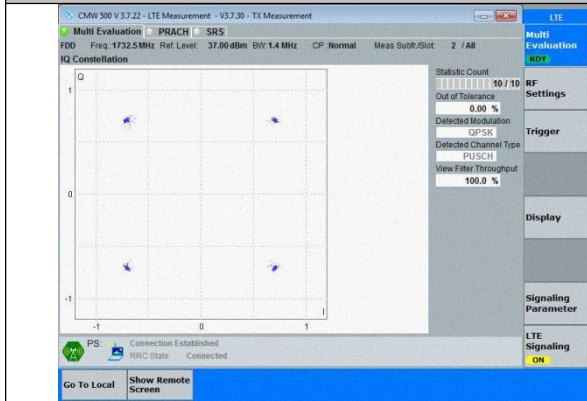 CMW 500 V 3.7.22 - LTE Measurement - V3.7.30 - TX Measurement
LTE
Multi Evaluation PRACH SRS
Multi
Evaluation
RDY
FDD Freq.: 1732.5 MHz Ref. Level: 37.00 dBm BW: 1.4 MHz CP: Normal Meas Subfr./Slot 2 / All
IQ Constellation
Q
1
0
-1
-1 0 1
I
Statistic Count
10 / 10
Out of Tolerance
0.00 %
Detected Modulation
QPSK
Detected Channel Type
PUSCH
View Filter Throughput
100.0 %
RF
Settings
Trigger
Display
Signaling
Parameter
LTE
Signaling
ON
PS: Connection Established
RRC State: Connected
Go To Local
Show Remote
Screen